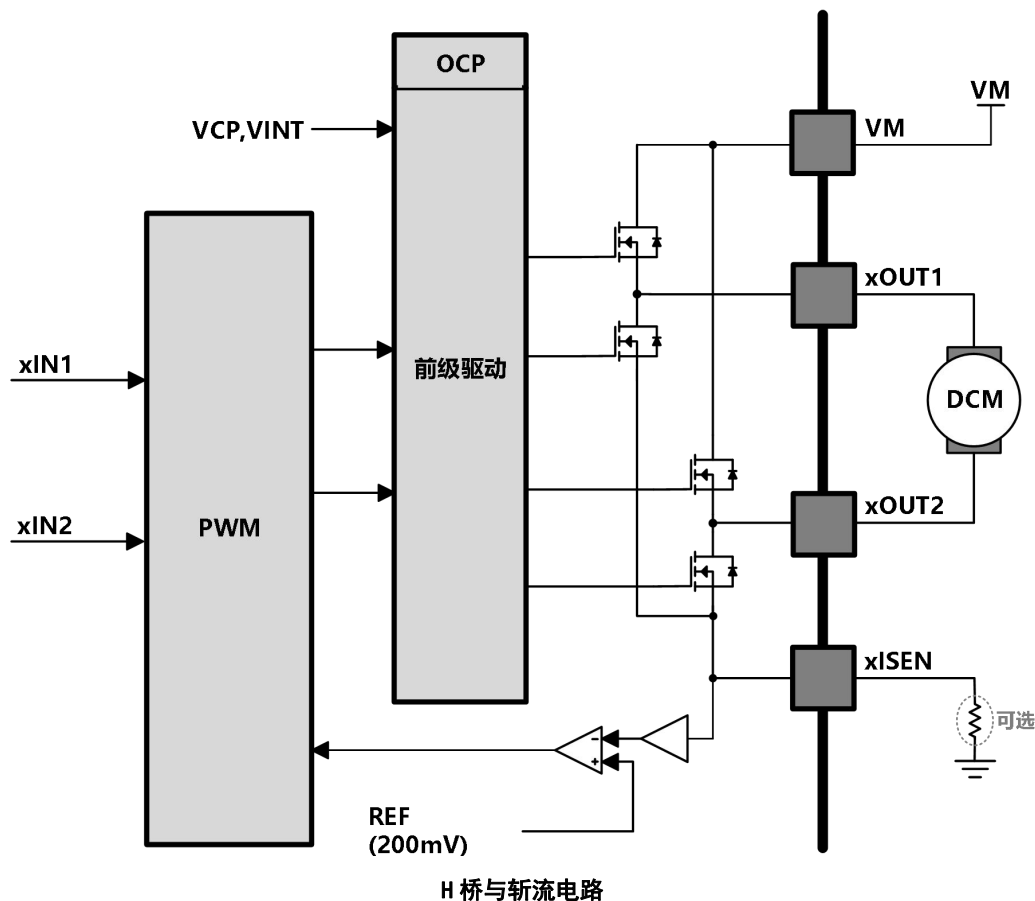 OCP
VM
VCP,VINT
VM
xOUT1
xIN1
前级驱动
DCM
xIN2
PWM
xOUT2
xISEN
可选
-
+
REF
(200mV)
H 桥与斩流电路